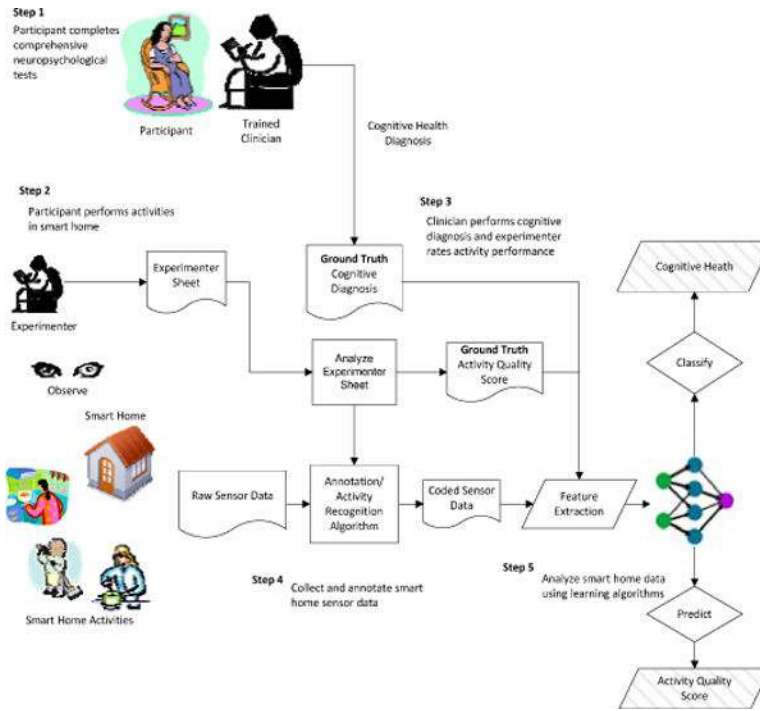 Step 1
Participant completes
comprehensive
neuropsychological
tests
Participant
Trained
Clinician
Cognitive Health
Diagnosis
Step 2
Participant performs activities
in smart home
Step 3
Clinician performs cognitive
diagnosis and experimenter
rates activity performance
Experimenter
Experimenter
Sheet
Ground Truth
Cognitive
Diagnosis
Cognitive Heath
Observe
Analyze
Experimenter
Sheet
Ground Truth
Activity Quality
Score
Classify
Smart Home
Raw Sensor Data
Annotation/
Activity
Recognition
Algorithm
Coded Sensor
Data
Feature
Extraction
Smart Home Activities
Step 4
Collect and annotate smart
home sensor data
Step 5
Analyze smart home data
using learning algorithms
Predict
Activity Quality
Score